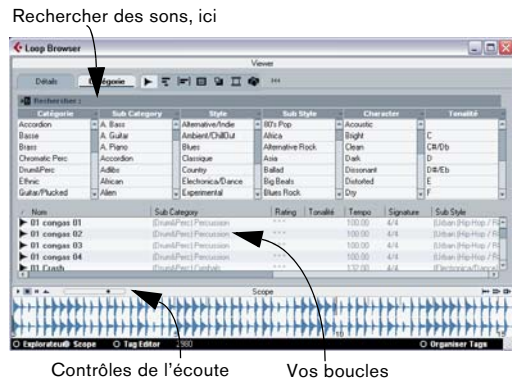 Rechercher des sons, ici
Loop Browser
Viewer
Détails Catégorie
Rechercher :
Catégorie Sub Category Style Sub Style Character Tonalité
Accordion A. Bass Alternative/Indie 80's Pop Acoustic
Basse A. Guitar Ambient/ChillOut Africa Bright C
Brass A. Piano Blues Alternative Rock Clean C#/Db
Chromatic Perc Accordion Classique Asia Dark D
Drum&Perc Adlibs Country Ballad Dissonant D#/Eb
Ethnic African Electronica/Dance Big Beats Distorted E
Guitar/Plucked Alien Experimental Blues Rock Dry F
Nom Sub Category Rating Tonalité Tempo Signature Sub Style
01 congas 01 (Drum&Perc) Percussion *** 100.00 4/4 (Urban (Hip-Hop / R
01 congas 02 (Drum&Perc) Percussion *** 100.00 4/4 (Urban (Hip-Hop / R
01 congas 03 (Drum&Perc) Percussion *** 100.00 4/4 (Urban (Hip-Hop / R
01 congas 04 (Drum&Perc) Percussion *** 100.00 4/4 (Urban (Hip-Hop / R
01 Crash (Drum&Perc) Cymbals *** 132.00 4/4 (Electronica/Dance)
Scope
Explorateur Scope Tag Editor 2980 Organiser Tags
Contrôles de l'écoute Vos boucles